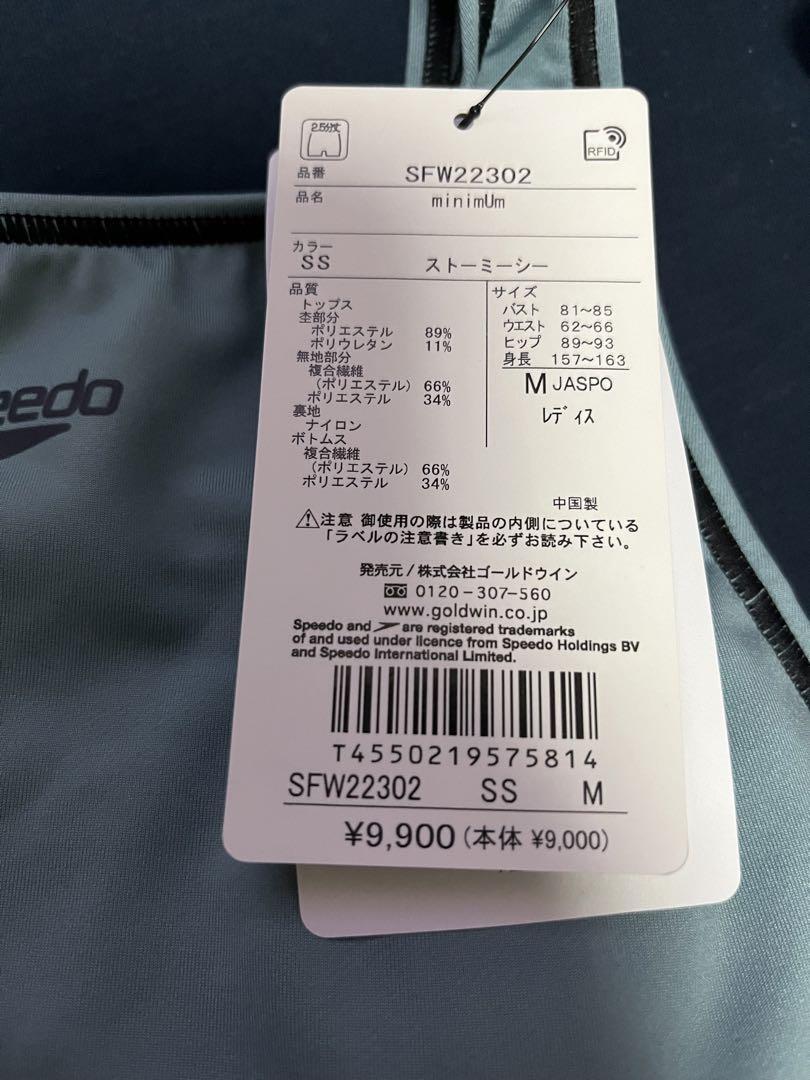 2.5分丈
RFID
品番 SFW22302
品名 minimUm
カラー
SS ストーミーシー
品質
トップス
杢部分
ポリエステル 89%
ポリウレタン 11%
無地部分
複合繊維
(ポリエステル) 66%
ポリエステル 34%
裏地
ナイロン
ボトムス
複合繊維
(ポリエステル) 66%
ポリエステル 34%
サイズ
バスト 81~85
ウエスト 62~66
ヒップ 89~93
身長 157~163
M JASPO
レディス
中国製
⚠注意 御使用の際は製品の内側についている
「ラベルの注意書き」を必ずお読み下さい。
発売元/株式会社ゴールドウイン
0120-307-560
www.goldwin.co.jp
Speedo and are registered trademarks
of and used under licence from Speedo Holdings BV
and Speedo International Limited.
T4550219575814
SFW22302 SS M
¥9,900(本体 ¥9,000)
eedo